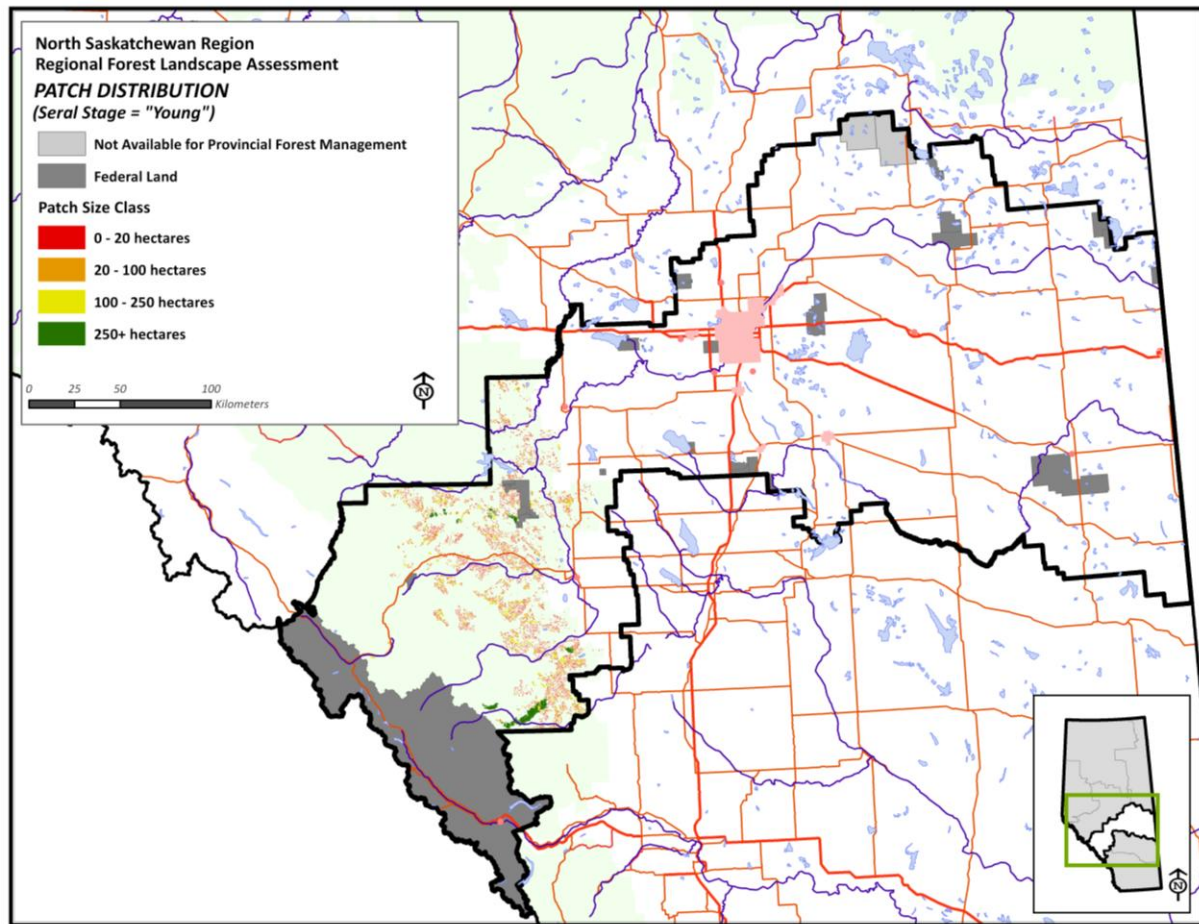 North Saskatchewan Region
Regional Forest Landscape Assessment
PATCH DISTRIBUTION
(Seral Stage = "Young")
Not Available for Provincial Forest Management
Federal Land
Patch Size Class
0 - 20 hectares
20 - 100 hectares
100 - 250 hectares
250+ hectares
0 25 50 100
Kilometers
N
N